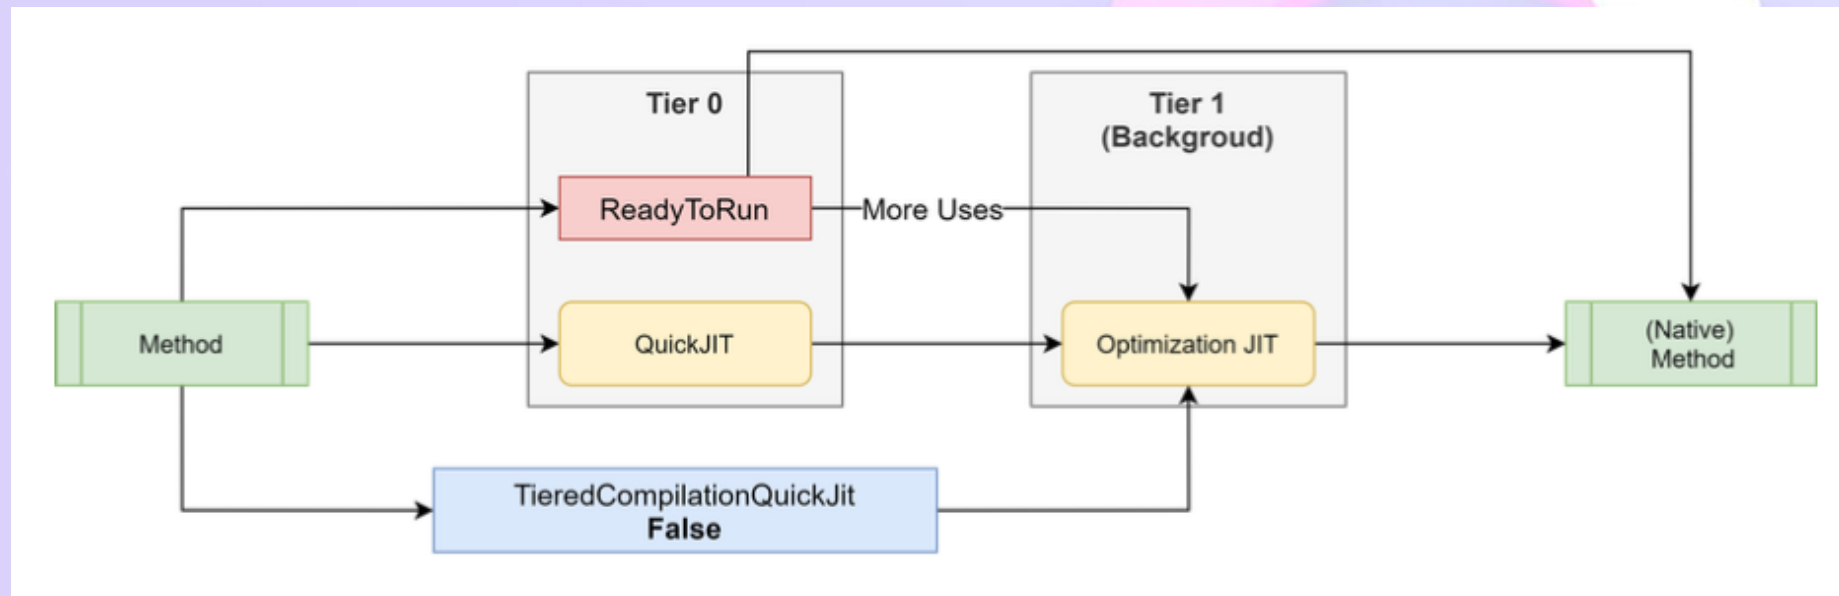 Tier 0
Tier 1
(Backgroud)
ReadyToRun
More Uses
Method
QuickJIT
Optimization JIT
(Native)
Method
TieredCompilationQuickJit
False